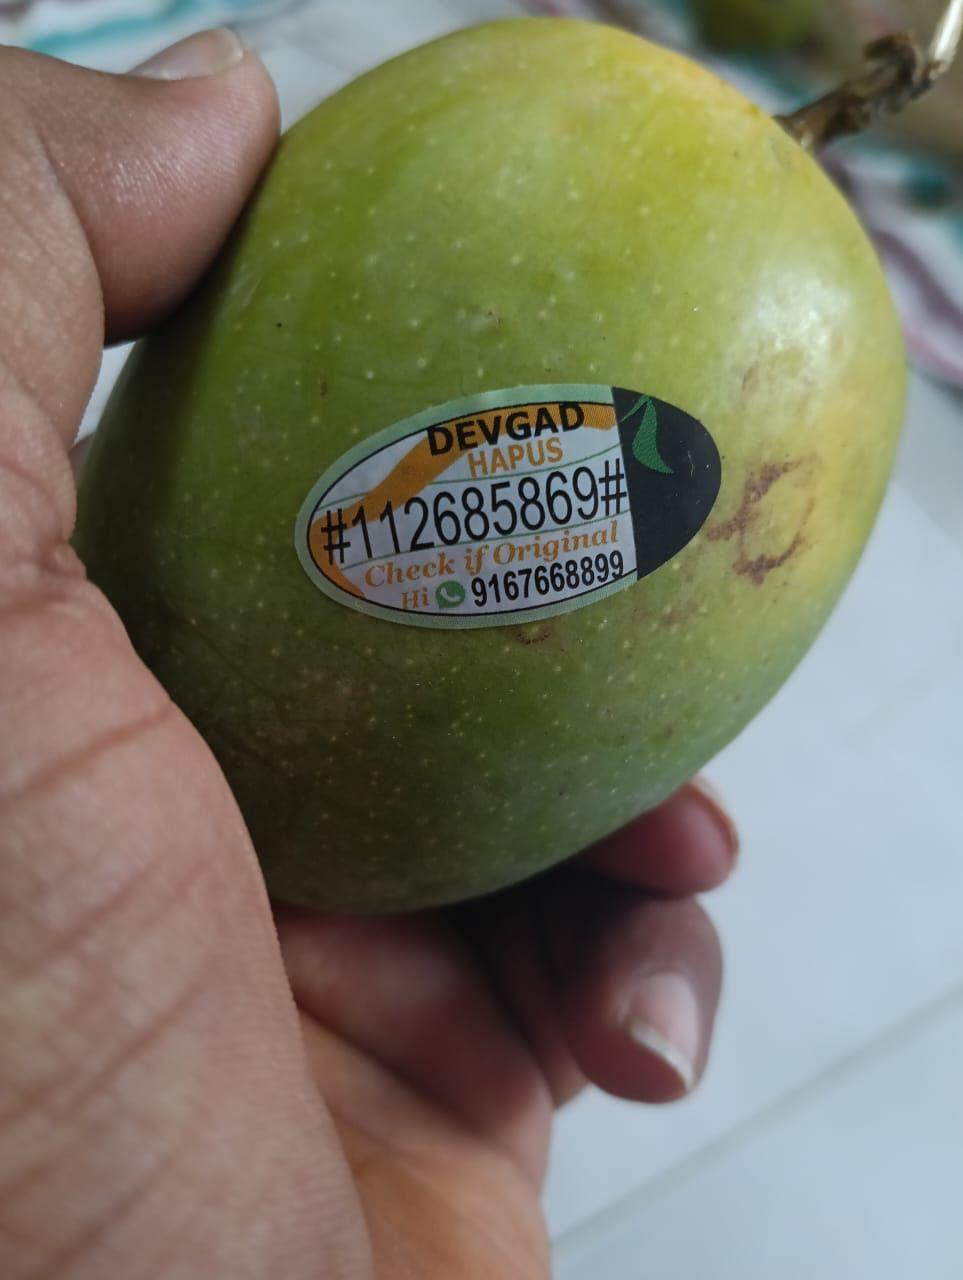 DEVGAD
HAPUS
#112685869#
Check if Original
Hi 9167668899